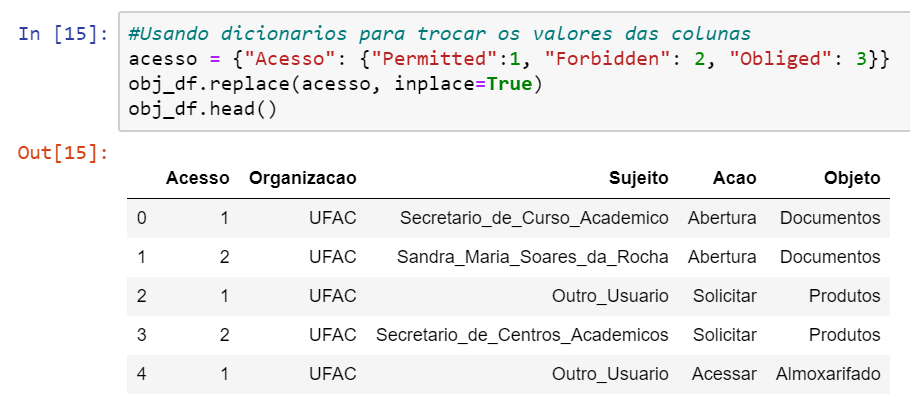 In [15]: #Usando dicionarios para trocar os valores das colunas
acesso = {"Acesso": {"Permitted":1, "Forbidden": 2, "Obliged": 3}}
obj_df.replace(acesso, inplace=True)
obj_df.head()
Out[15]:
Acesso Organizacao Sujeito Acao Objeto
0 1 UFAC Secretario_de_Curso_Academico Abertura Documentos
1 2 UFAC Sandra_Maria_Soares_da_Rocha Abertura Documentos
2 1 UFAC Outro_Usuario Solicitar Produtos
3 2 UFAC Secretario_de_Centros_Academicos Solicitar Produtos
4 1 UFAC Outro_Usuario Acessar Almoxarifado